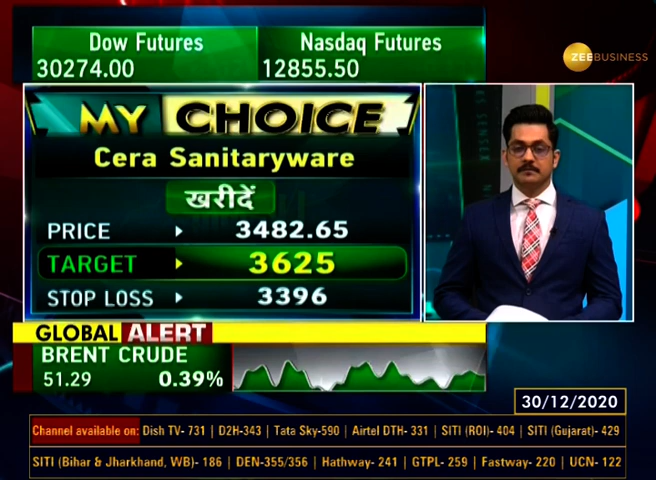 Dow Futures
Nasdaq Futures
30274.00
12855.50
ZEE BUSINESS
MY CHOICE
Cera Sanitaryware
खरीदें
PRICE 3482.65
TARGET 3625
STOP LOSS 3396
SENSEX
GLOBAL ALERT
BRENT CRUDE
51.29 0.39%
30/12/2020
Channel available on: Dish TV- 731 | D2H-343 | Tata Sky-590 | Airtel DTH- 331 | SITI (ROI)- 404 | SITI (Gujarat)- 429
SITI (Bihar & Jharkhand, WB)- 186 | DEN-355/356 | Hathway- 241 | GTPL- 259 | Fastway- 220 | UCN- 122